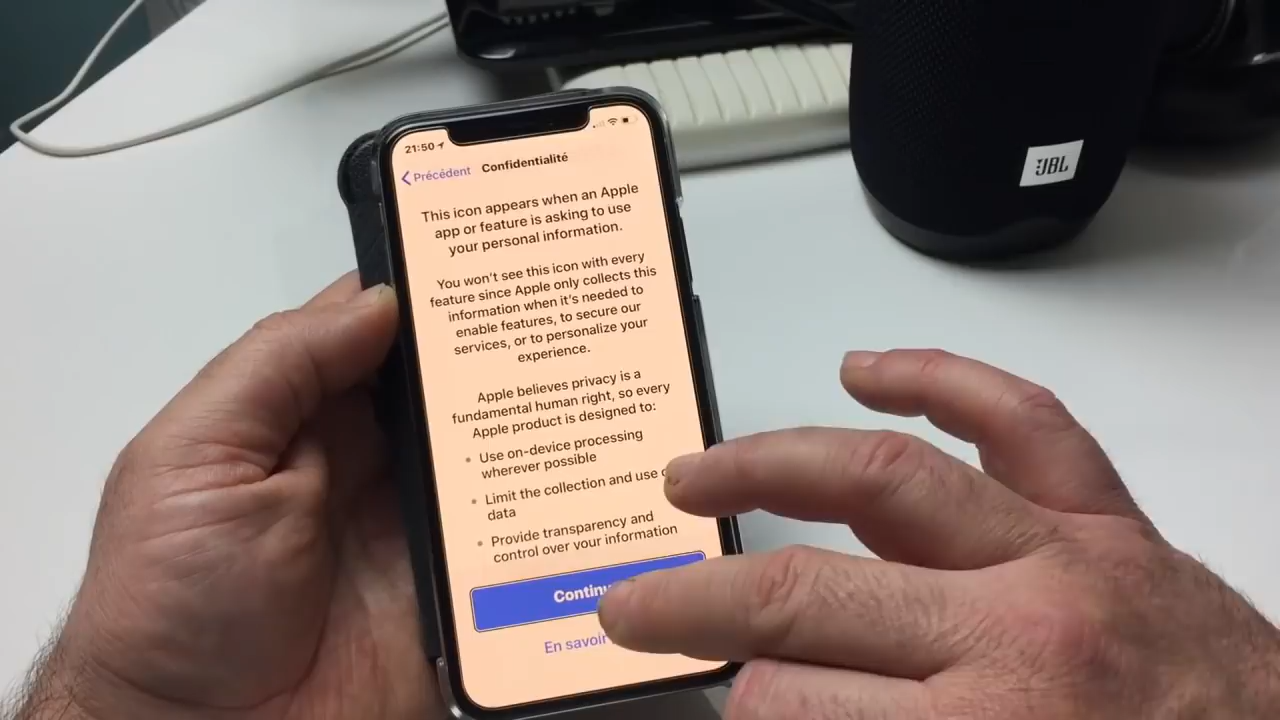 21:50
Précédent
Confidentialité
This icon appears when an Apple
app or feature is asking to use
your personal information.
You won't see this icon with every
feature since Apple only collects this
information when it's needed to
enable features, to secure our
services, or to personalize your
experience.
Apple believes privacy is a
fundamental human right, so every
Apple product is designed to:
• Use on-device processing
wherever possible
• Limit the collection and use
data
• Provide transparency and
control over your information
En savoir
JBL